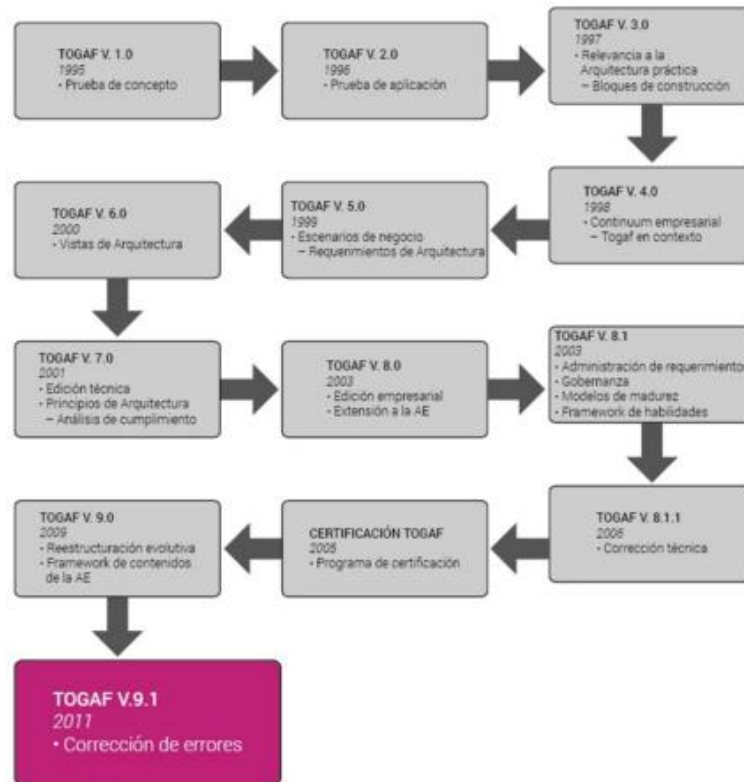 TOGAF V. 1.0
1995
• Prueba de concepto
TOGAF V. 2.0
1996
• Prueba de aplicación
TOGAF V. 3.0
1997
• Relevancia a la
Arquitectura práctica
– Bloques de construcción
TOGAF V. 4.0
1998
• Continuum empresarial
– Togaf en contexto
TOGAF V. 5.0
1999
• Escenarios de negocio
– Requerimientos de Arquitectura
TOGAF V. 6.0
2000
• Vistas de Arquitectura
TOGAF V. 7.0
2001
• Edición técnica
• Principios de Arquitectura
– Análisis de cumplimiento
TOGAF V. 8.0
2003
• Edición empresarial
• Extensión a la AE
TOGAF V. 8.1
2003
• Administración de requerimientos
• Gobernanza
• Modelos de madurez
• Framework de habilidades
TOGAF V. 8.1.1
2006
• Corrección técnica
CERTIFICACIÓN TOGAF
2005
• Programa de certificación
TOGAF V. 9.0
2009
• Reestructuración evolutiva
• Framework de contenidos
de la AE
TOGAF V.9.1
2011
• Corrección de errores